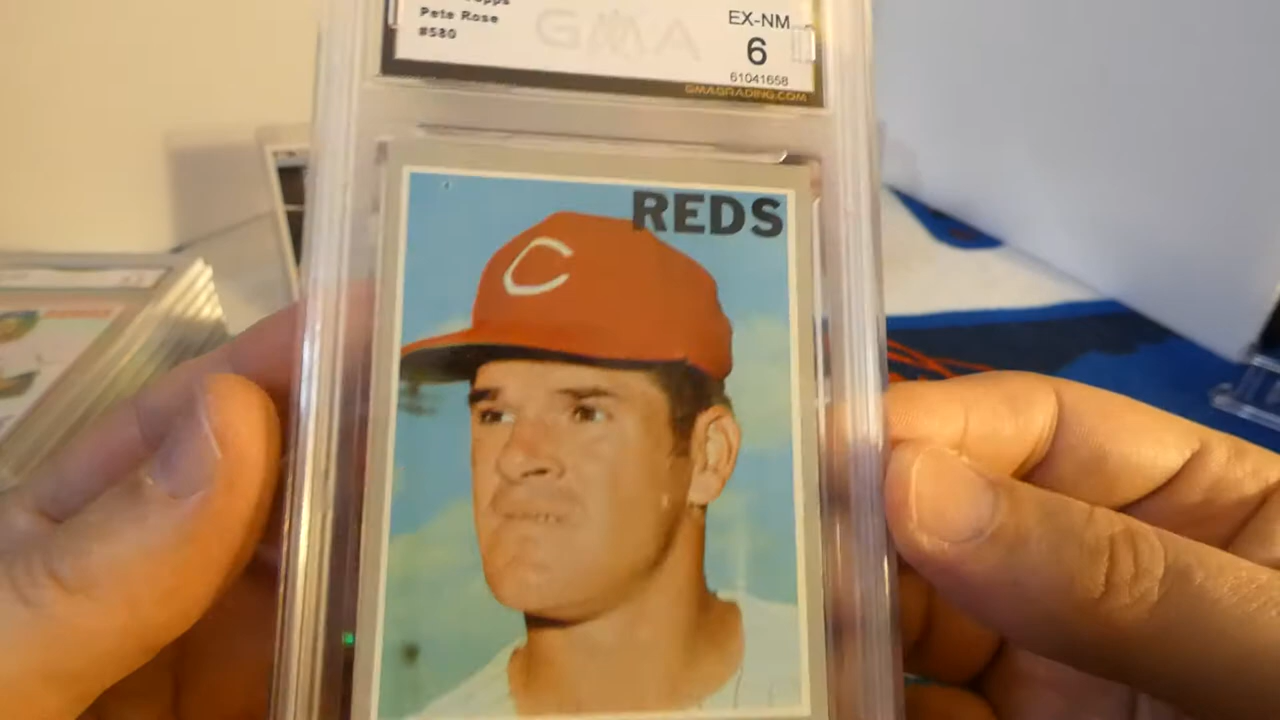 Topps
Pete Rose
#580
GMA
EX-NM
6
61041658
GMAGRADING.COM
REDS
C